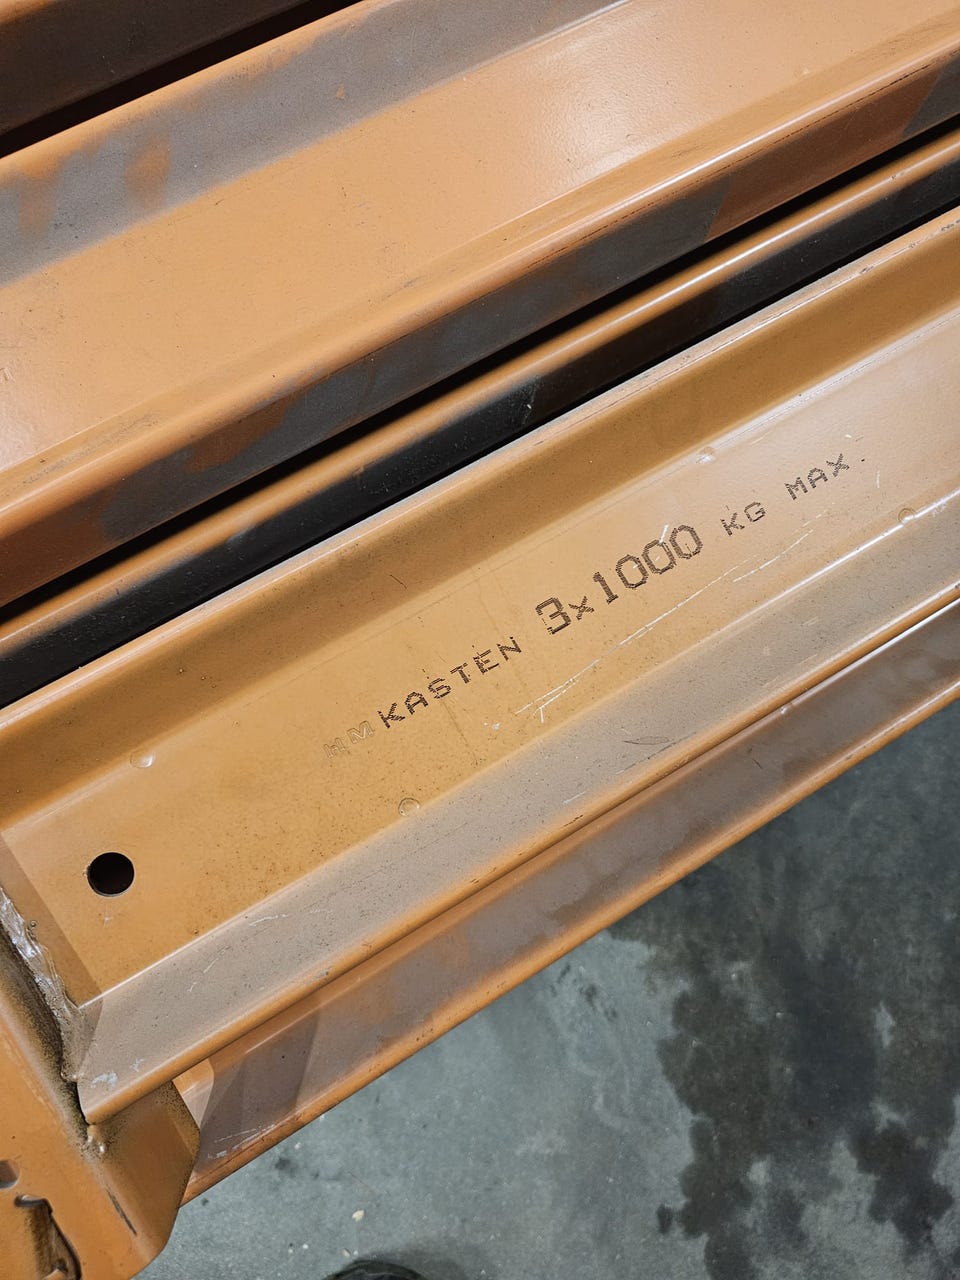 HM KASTEN 3x1000 KG MAX.